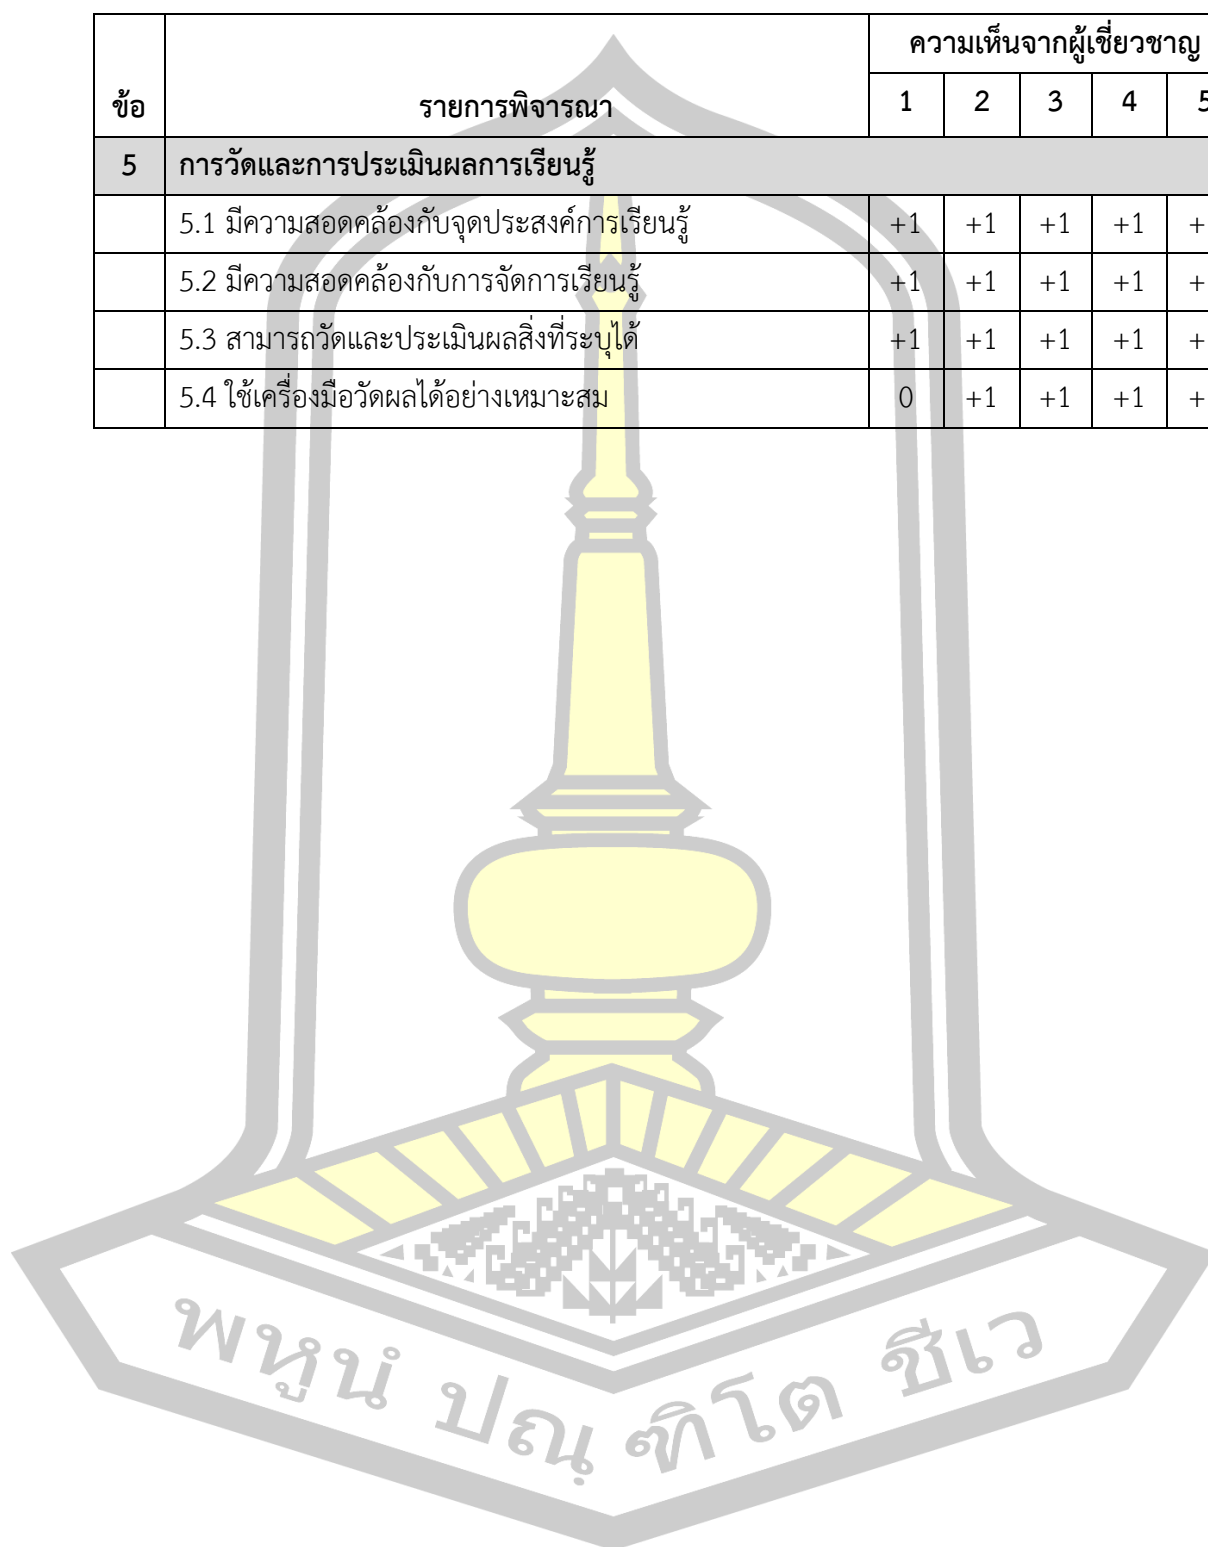 ความเห็นจากผู้เชี่ยวชาญ
ข้อ รายการพิจารณา 1 2 3 4 5
5 การวัดและการประเมินผลการเรียนรู้
5.1 มีความสอดคล้องกับจุดประสงค์การเรียนรู้ +1 +1 +1 +1 +
5.2 มีความสอดคล้องกับการจัดการเรียนรู้ +1 +1 +1 +1 +
5.3 สามารถวัดและประเมินผลสิ่งที่ระบุได้ +1 +1 +1 +1 +
5.4 ใช้เครื่องมือวัดผลได้อย่างเหมาะสม 0 +1 +1 +1 +
พหูนํ ปณฺฑิโต ชีเว